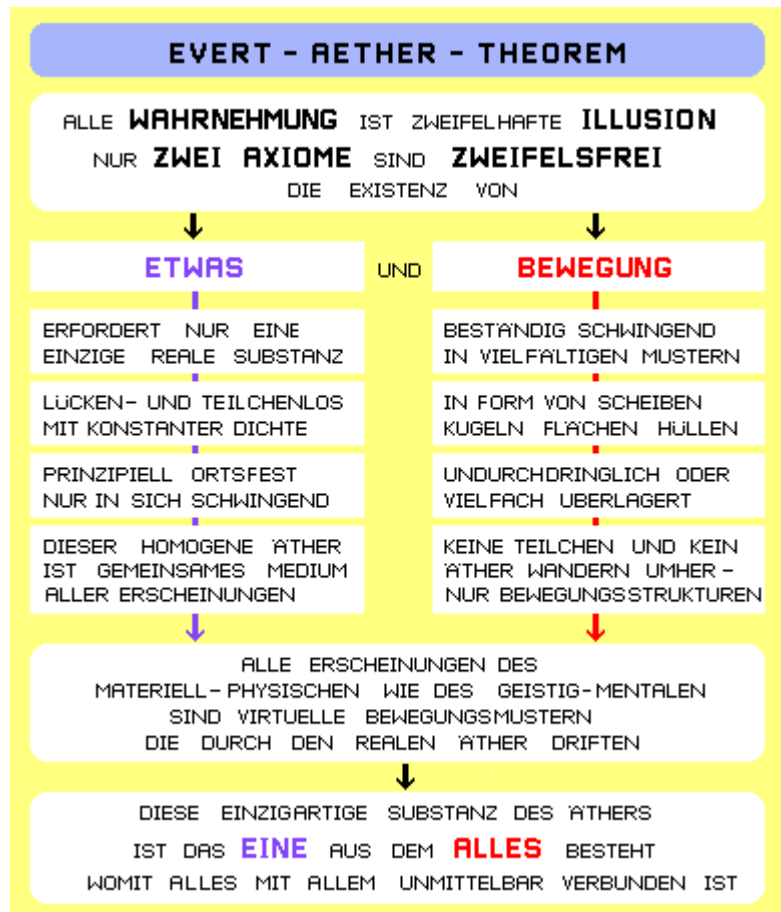 EVERT - AETHER - THEOREM
ALLE WAHRNEHMUNG IST ZWEIFELHAFTE ILLUSION
NUR ZWEI AXIOME SIND ZWEIFELSFREI
DIE EXISTENZ VON
ETWAS UND BEWEGUNG
ERFORDERT NUR EINE
EINZIGE REALE SUBSTANZ
LÜCKEN- UND TEILCHENLOS
MIT KONSTANTER DICHTE
PRINZIPIELL ORTSFEST
NUR IN SICH SCHWINGEND
DIESER HOMOGENE ÄTHER
IST GEMEINSAMES MEDIUM
ALLER ERSCHEINUNGEN
BESTÄNDIG SCHWINGEND
IN VIELFÄLTIGEN MUSTERN
IN FORM VON SCHEIBEN
KUGELN FLÄCHEN HÜLLEN
UNDURCHDRINGLICH ODER
VIELFACH UBERLAGERT
KEINE TEILCHEN UND KEIN
ÄTHER WANDERN UMHER -
NUR BEWEGUNGSSTRUKTUREN
ALLE ERSCHEINUNGEN DES
MATERIELL-PHYSISCHEN WIE DES GEISTIG-MENTALEN
SIND VIRTUELLE BEWEGUNGSMUSTERN
DIE DURCH DEN REALEN ÄTHER DRIFTEN
DIESE EINZIGARTIGE SUBSTANZ DES ÄTHERS
IST DAS EINE AUS DEM ALLES BESTEHT
WOMIT ALLES MIT ALLEM UNMITTELBAR VERBUNDEN IST